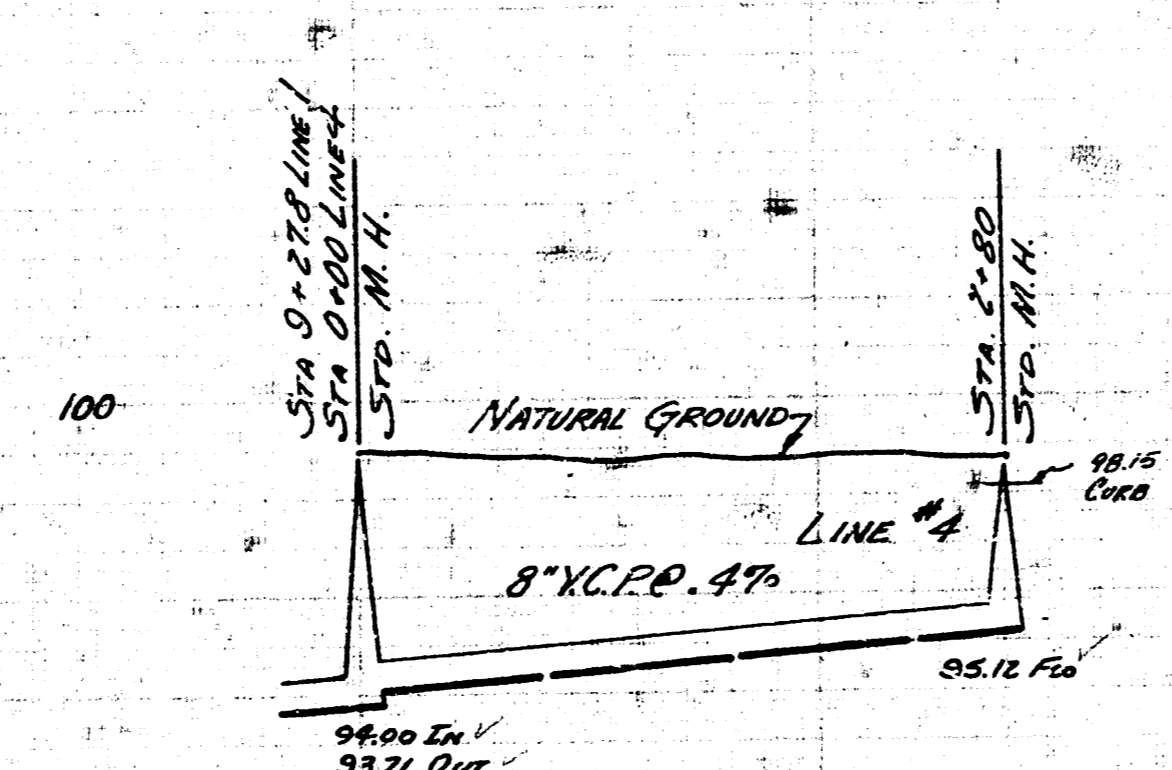 STA 9+27.8 LINE 1
STA 0+00 LINE 4
STD. M. H.
STA. 2+80
STD. M.H.
100
NATURAL GROUND
98.15
CURB
LINE #4
8" V.C.P. @ .4%
95.12 FLO
94.00 IN
93.71 OUT